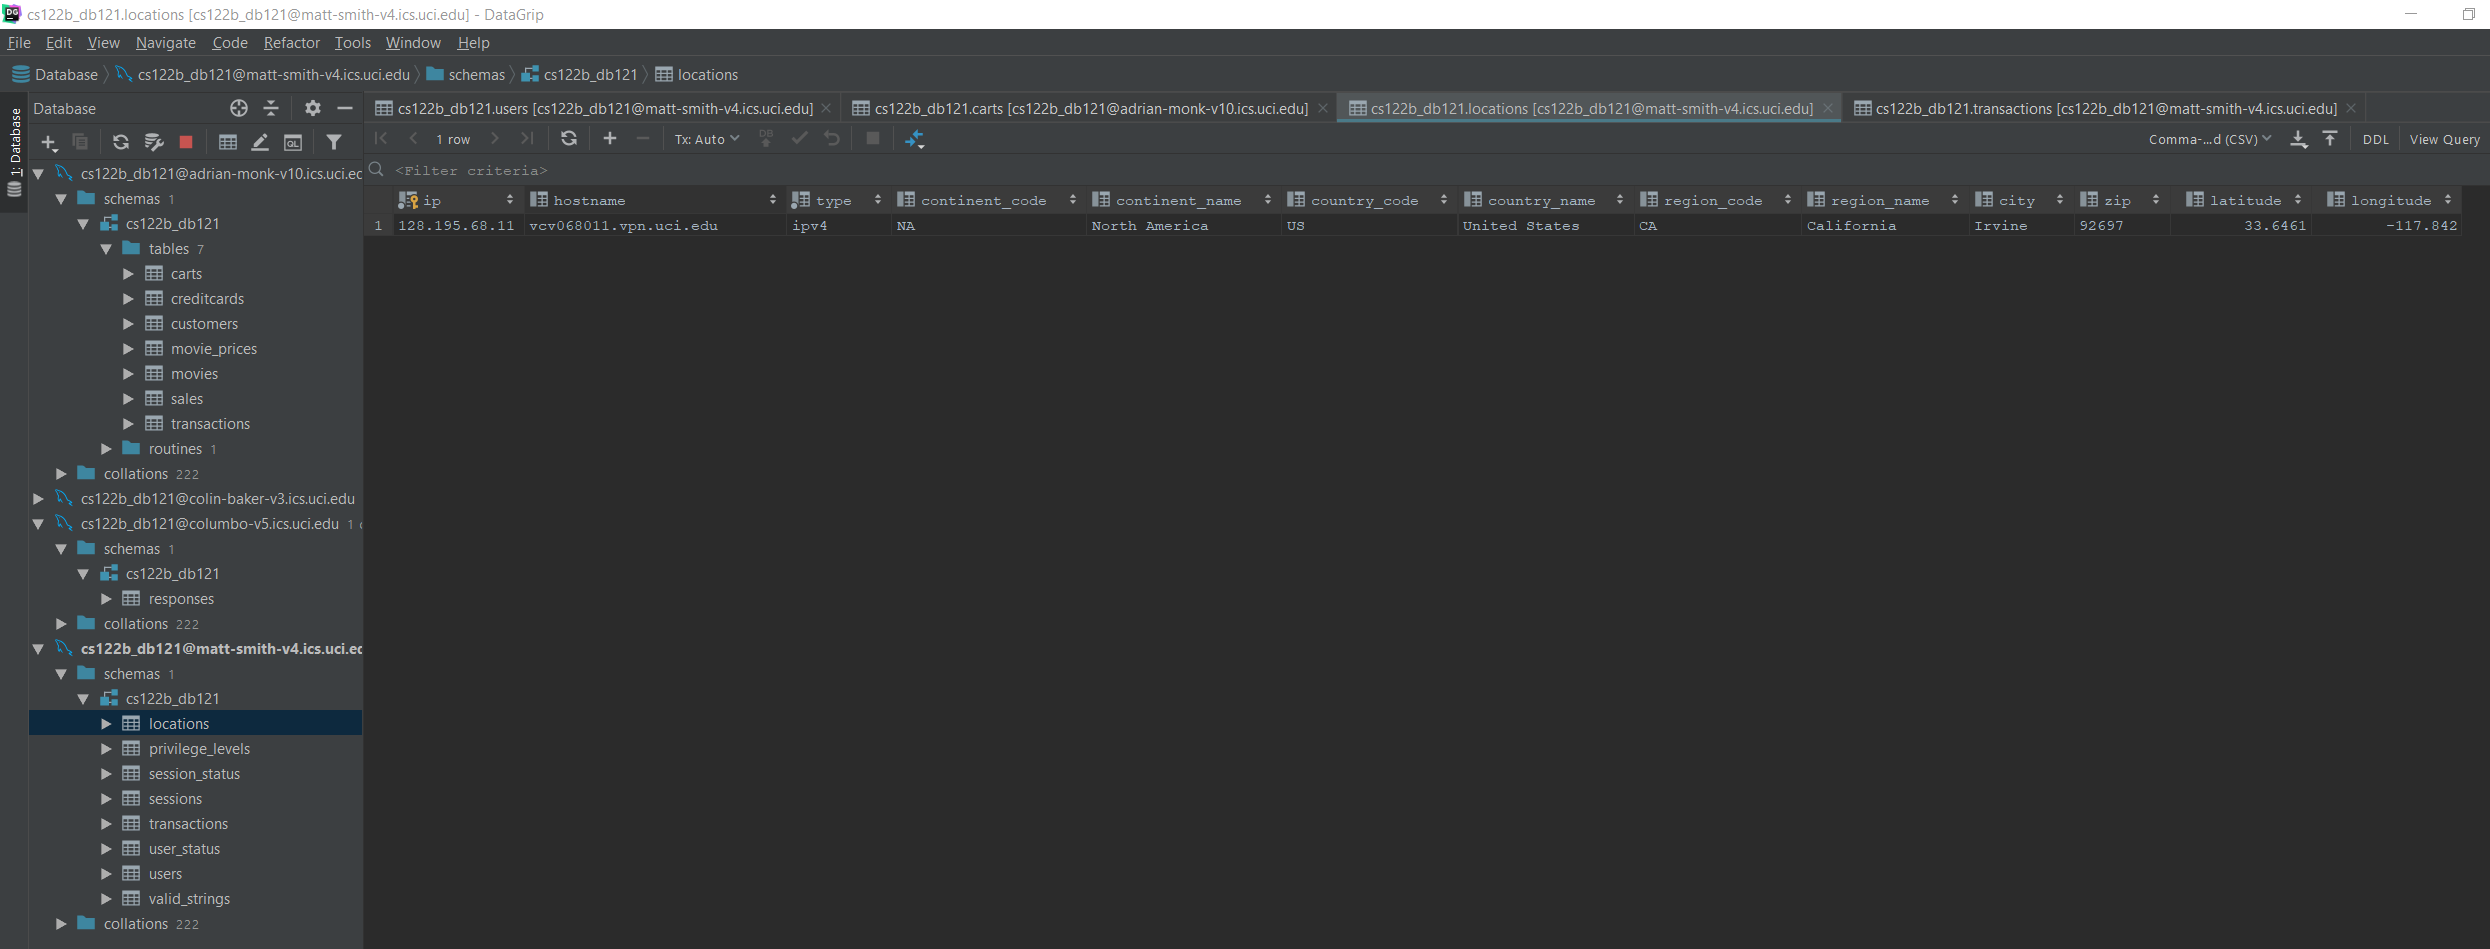 DG cs122b_db121.locations [cs122b_db121@matt-smith-v4.ics.uci.edu] - DataGrip
File Edit View Navigate Code Refactor Tools Window Help
Database cs122b_db121@matt-smith-v4.ics.uci.edu schemas cs122b_db121 locations
1: Database
Database
cs122b_db121@adrian-monk-v10.ics.uci.ec
schemas 1
cs122b_db121
tables 7
carts
creditcards
customers
movie_prices
movies
sales
transactions
routines 1
collations 222
cs122b_db121@colin-baker-v3.ics.uci.edu
cs122b_db121@columbo-v5.ics.uci.edu 1
schemas 1
cs122b_db121
responses
collations 222
cs122b_db121@matt-smith-v4.ics.uci.ed
schemas 1
cs122b_db121
locations
privilege_levels
session_status
sessions
transactions
user_status
users
valid_strings
collations 222
cs122b_db121.users [cs122b_db121@matt-smith-v4.ics.uci.edu] cs122b_db121.carts [cs122b_db121@adrian-monk-v10.ics.uci.edu] cs122b_db121.locations [cs122b_db121@matt-smith-v4.ics.uci.edu] cs122b_db121.transactions [cs122b_db121@matt-smith-v4.ics.uci.edu]
1 row Tx: Auto DB Comma-...d (CSV) DDL View Query
<Filter criteria>
ip hostname type continent_code continent_name country_code country_name region_code region_name city zip latitude longitude
1 128.195.68.11 vcv068011.vpn.uci.edu ipv4 NA North America US United States CA California Irvine 92697 33.6461 -117.842